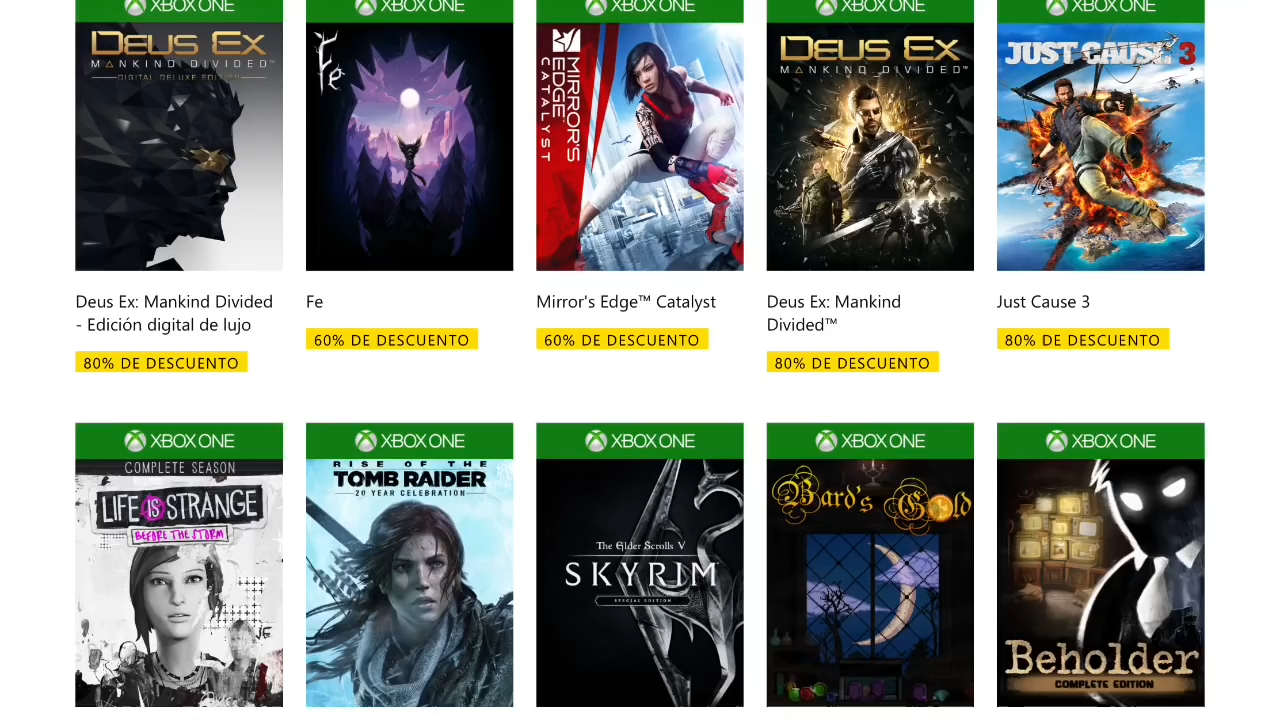 XBOX ONE
XBOX ONE
XBOX ONE
XBOX ONE
XBOX ONE
DEUS EX
MANKIND DIVIDED™
DIGITAL DELUXE EDITION
Fe
MIRROR'S
EDGE
CATALYST
DEUS EX
MANKIND DIVIDED™
JUST CAUSE 3
Deus Ex: Mankind Divided
- Edición digital de lujo
80% DE DESCUENTO
Fe
60% DE DESCUENTO
Mirror's Edge™ Catalyst
60% DE DESCUENTO
Deus Ex: Mankind
Divided™
80% DE DESCUENTO
Just Cause 3
80% DE DESCUENTO
XBOX ONE
XBOX ONE
XBOX ONE
XBOX ONE
XBOX ONE
COMPLETE SEASON
LIFE IS STRANGE
BEFORE THE STORM
RISE OF THE
TOMB RAIDER
20 YEAR CELEBRATION
The Elder Scrolls V
SKYRIM
SPECIAL EDITION
Bard's Gold
Beholder
COMPLETE EDITION